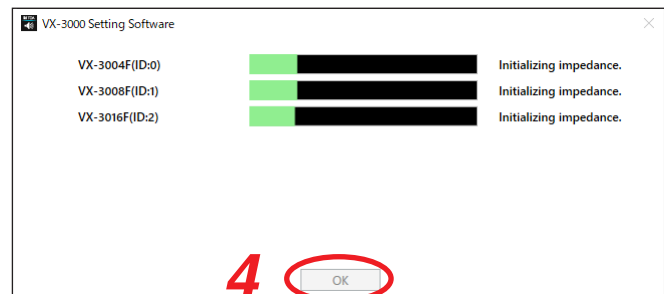 VX-3000 Setting Software
VX-3004F(ID:0) Initializing impedance.
VX-3008F(ID:1) Initializing impedance.
VX-3016F(ID:2) Initializing impedance.
4 OK